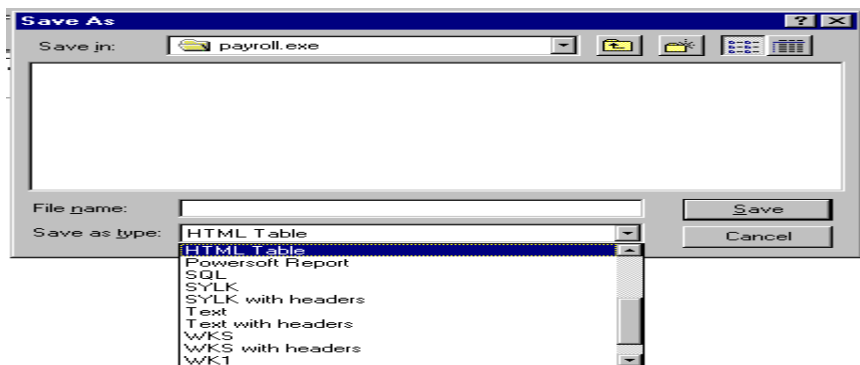 Save As
Save in: payroll.exe
File name:
Save
Save as type: HTML Table
Cancel
HTML Table
Powersoft Report
SQL
SYLK
SYLK with headers
Text
Text with headers
WKS
WKS with headers
WK1